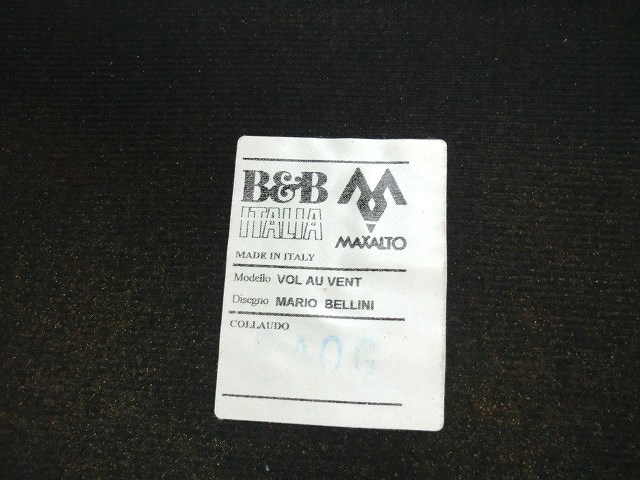 B&B
ITALIA
MAXALTO
MADE IN ITALY
Modello VOL AU VENT
Disegno MARIO BELLINI
COLLAUDO